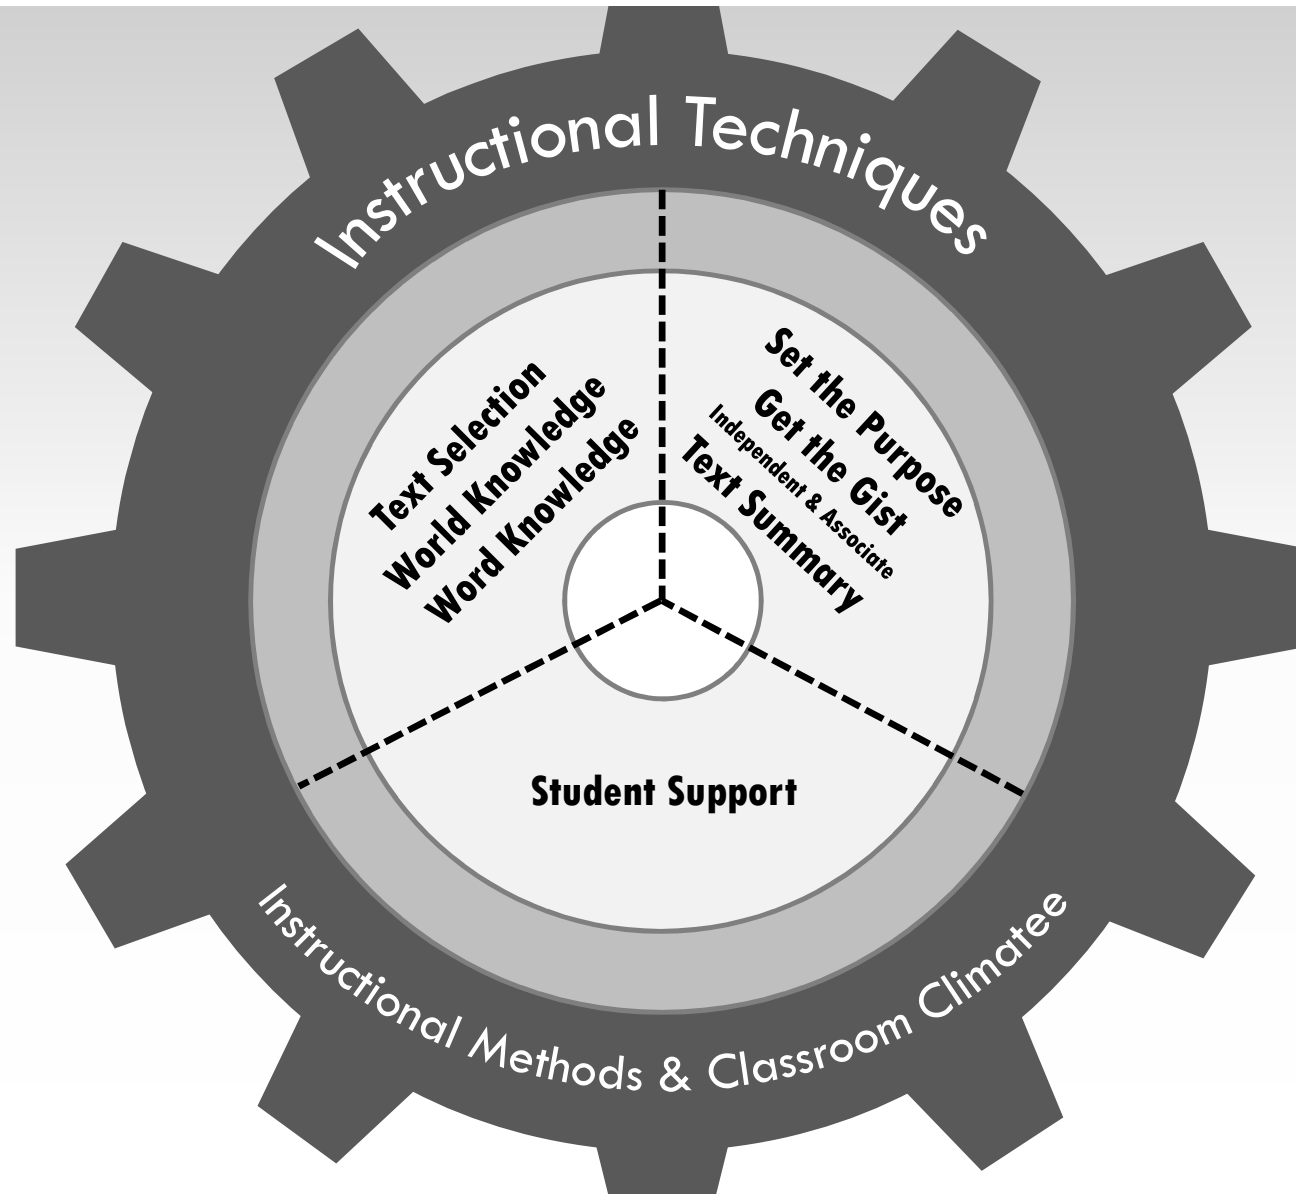 Instructional Techniques
Text Selection
World Knowledge
Word Knowledge
Set the Purpose
Get the Gist
Independent & Associate
Text Summary
Student Support
Instructional Methods & Classroom Climatee